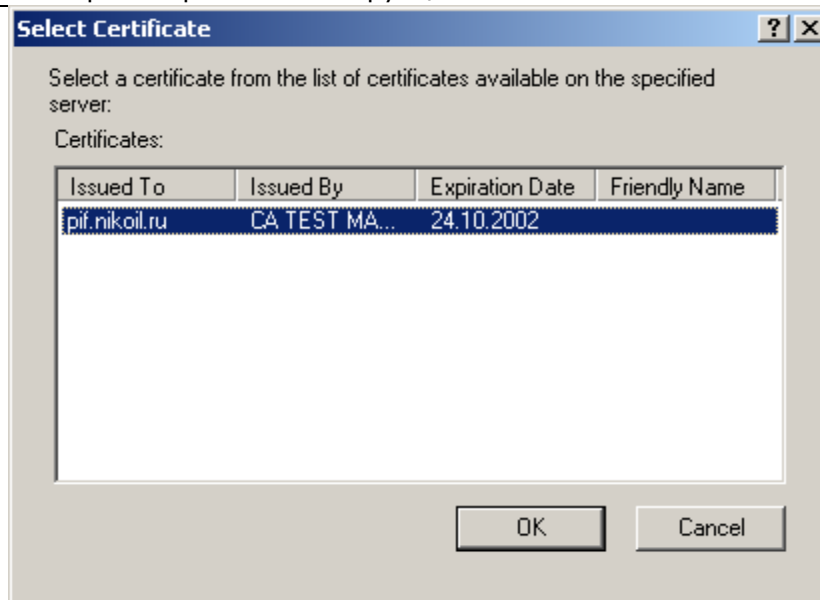 Select Certificate
Select a certificate from the list of certificates available on the specified
server:
Certificates:
Issued To Issued By Expiration Date Friendly Name
pif.nikoil.ru CA TEST MA... 24.10.2002
OK Cancel